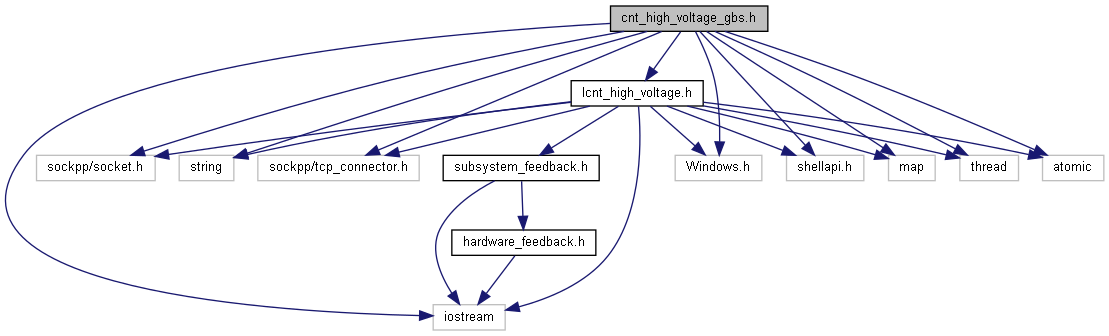 cnt_high_voltage_gbs.h
lcnt_high_voltage.h
sockpp/socket.h
string
sockpp/tcp_connector.h
subsystem_feedback.h
Windows.h
shellapi.h
map
thread
atomic
hardware_feedback.h
iostream